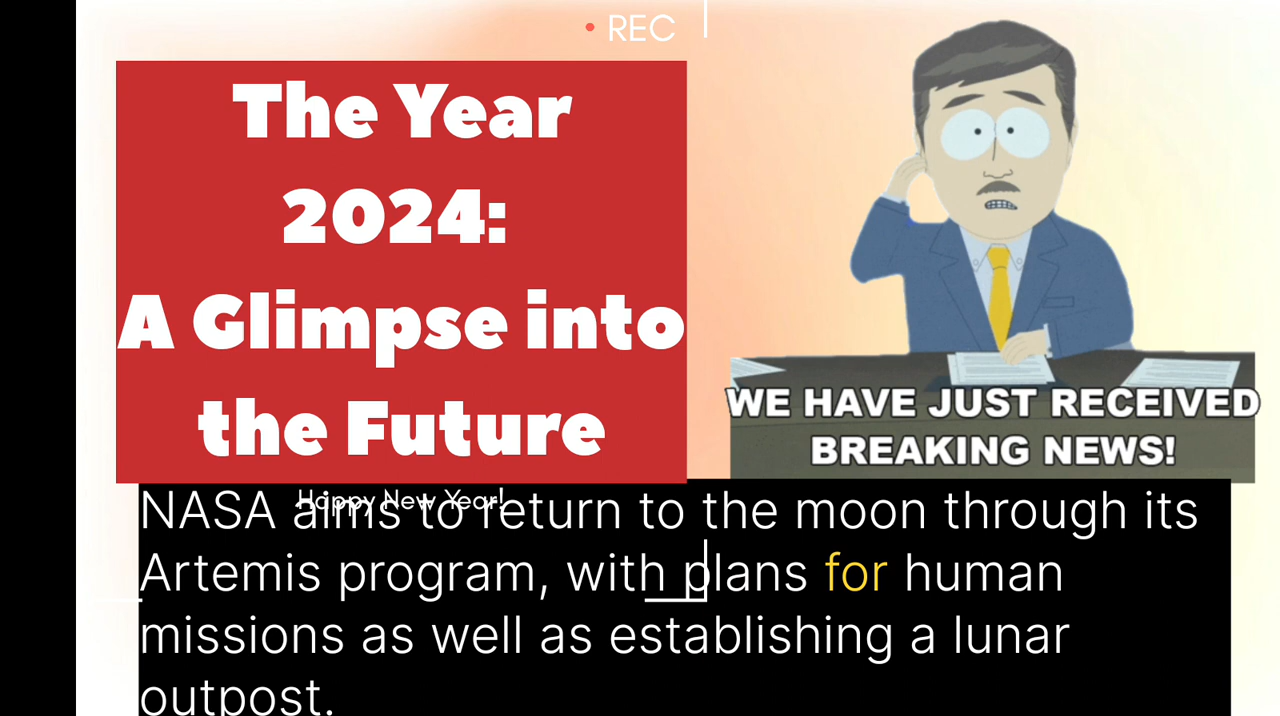 REC
The Year
2024:
A Glimpse into
the Future
WE HAVE JUST RECEIVED
BREAKING NEWS!
Happy New Year!
NASA aims to return to the moon through its
Artemis program, with plans for human
missions as well as establishing a lunar
outpost.